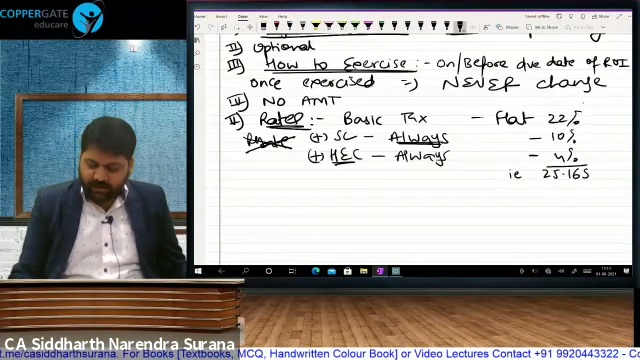 COPPERGATE
educare
II) Optional
III) How to Exercise :- On/Before due date of ROI
once exercised => NEVER change
IV) NO AMT
V) Rates :- Basic Tax - Flat 22%
(+) SC - Always - 10%
(+) HEC - Always - 4%
ie 25.168
CA Siddharth Narendra Surana
t.me/casiddharthsurana. For Books [Textbooks, MCQ, Handwritten Colour Book] or Video Lectures Contact +91 9920443322 - Co